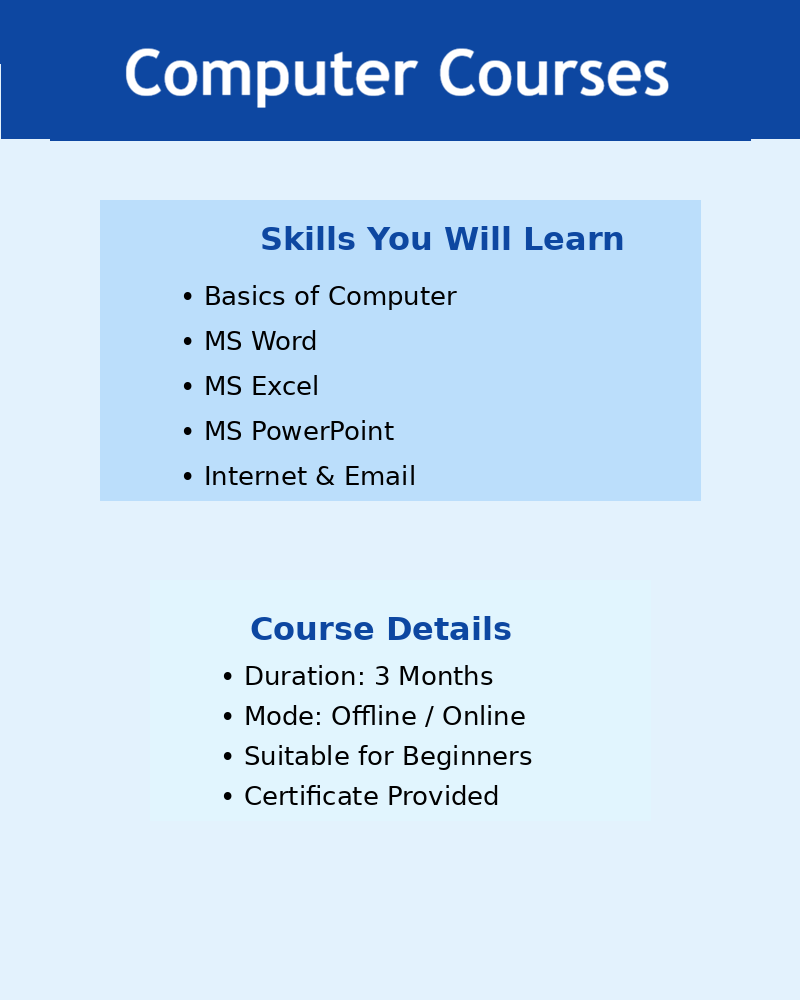 Computer Courses
Skills You Will Learn
• Basics of Computer
• MS Word
• MS Excel
• MS PowerPoint
• Internet & Email
Course Details
• Duration: 3 Months
• Mode: Offline / Online
• Suitable for Beginners
• Certificate Provided